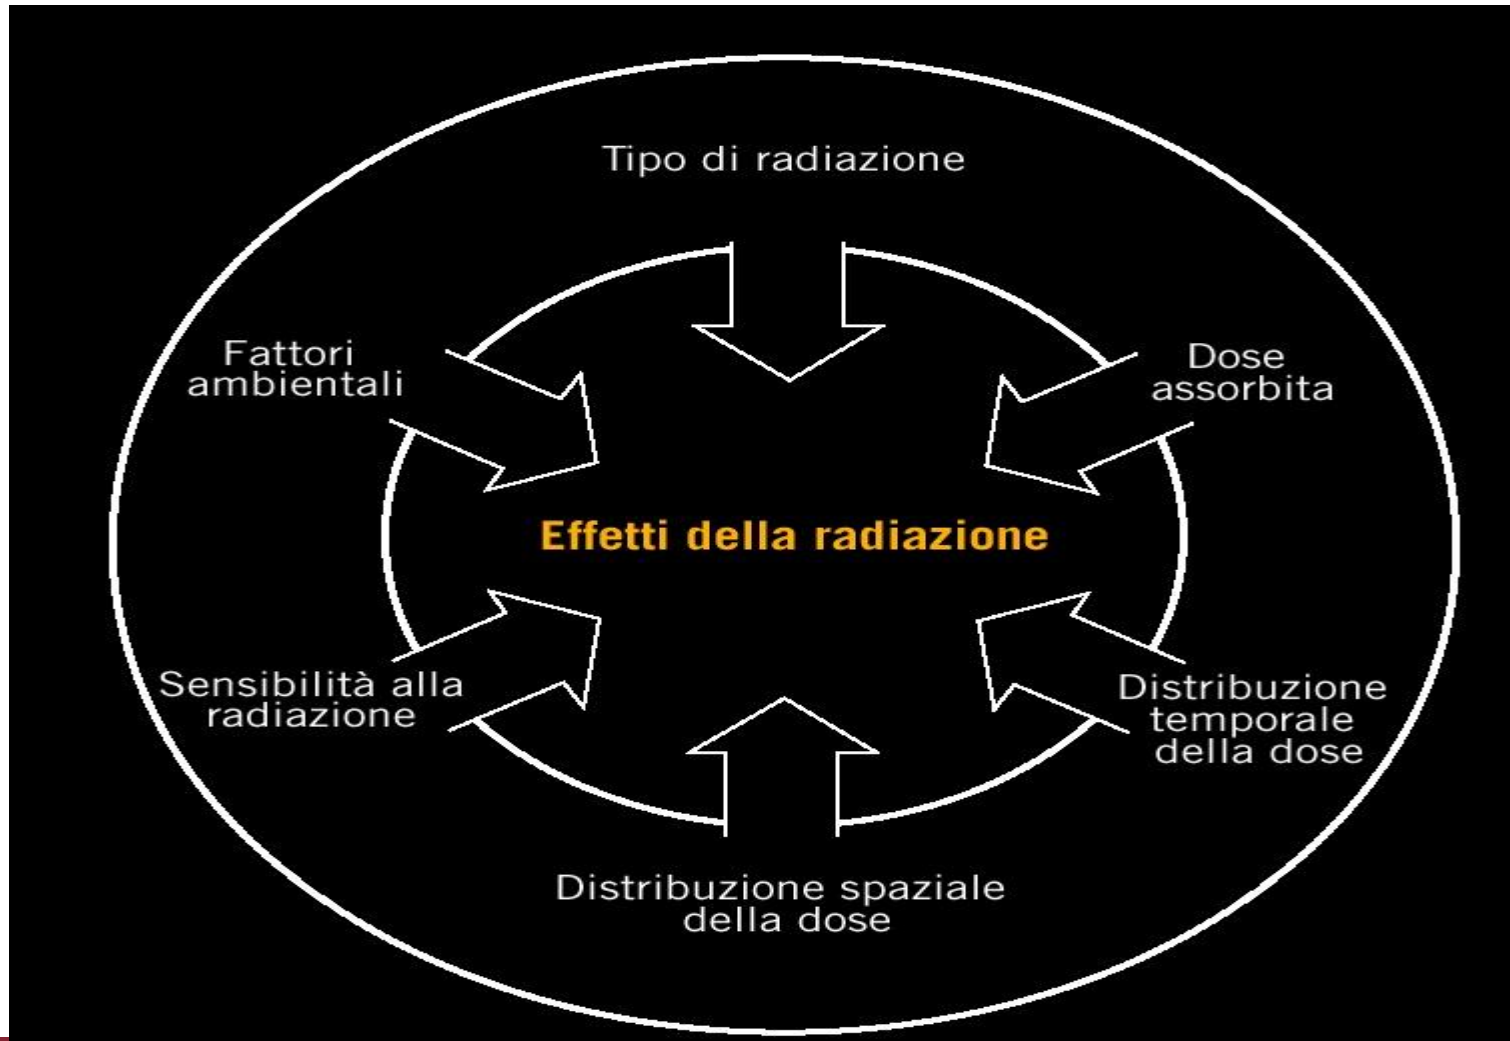 Tipo di radiazione
Fattori
ambientali
Dose
assorbita
Effetti della radiazione
Sensibilità alla
radiazione
Distribuzione
temporale
della dose
Distribuzione spaziale
della dose